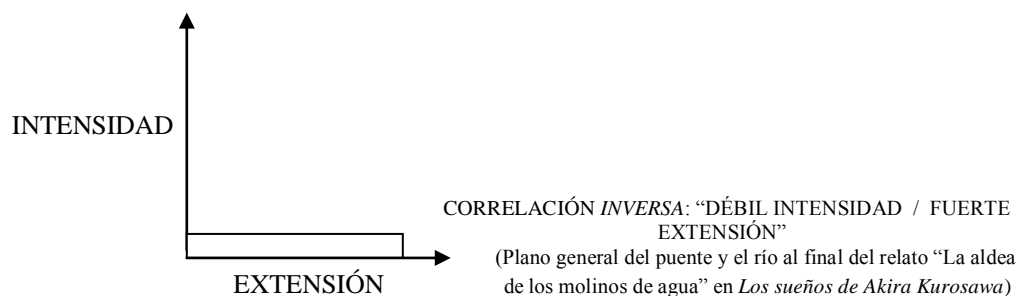 INTENSIDAD
CORRELACIÓN INVERSA: “DÉBIL INTENSIDAD / FUERTE
EXTENSIÓN”
(Plano general del puente y el río al final del relato “La aldea
de los molinos de agua” en Los sueños de Akira Kurosawa)
EXTENSIÓN